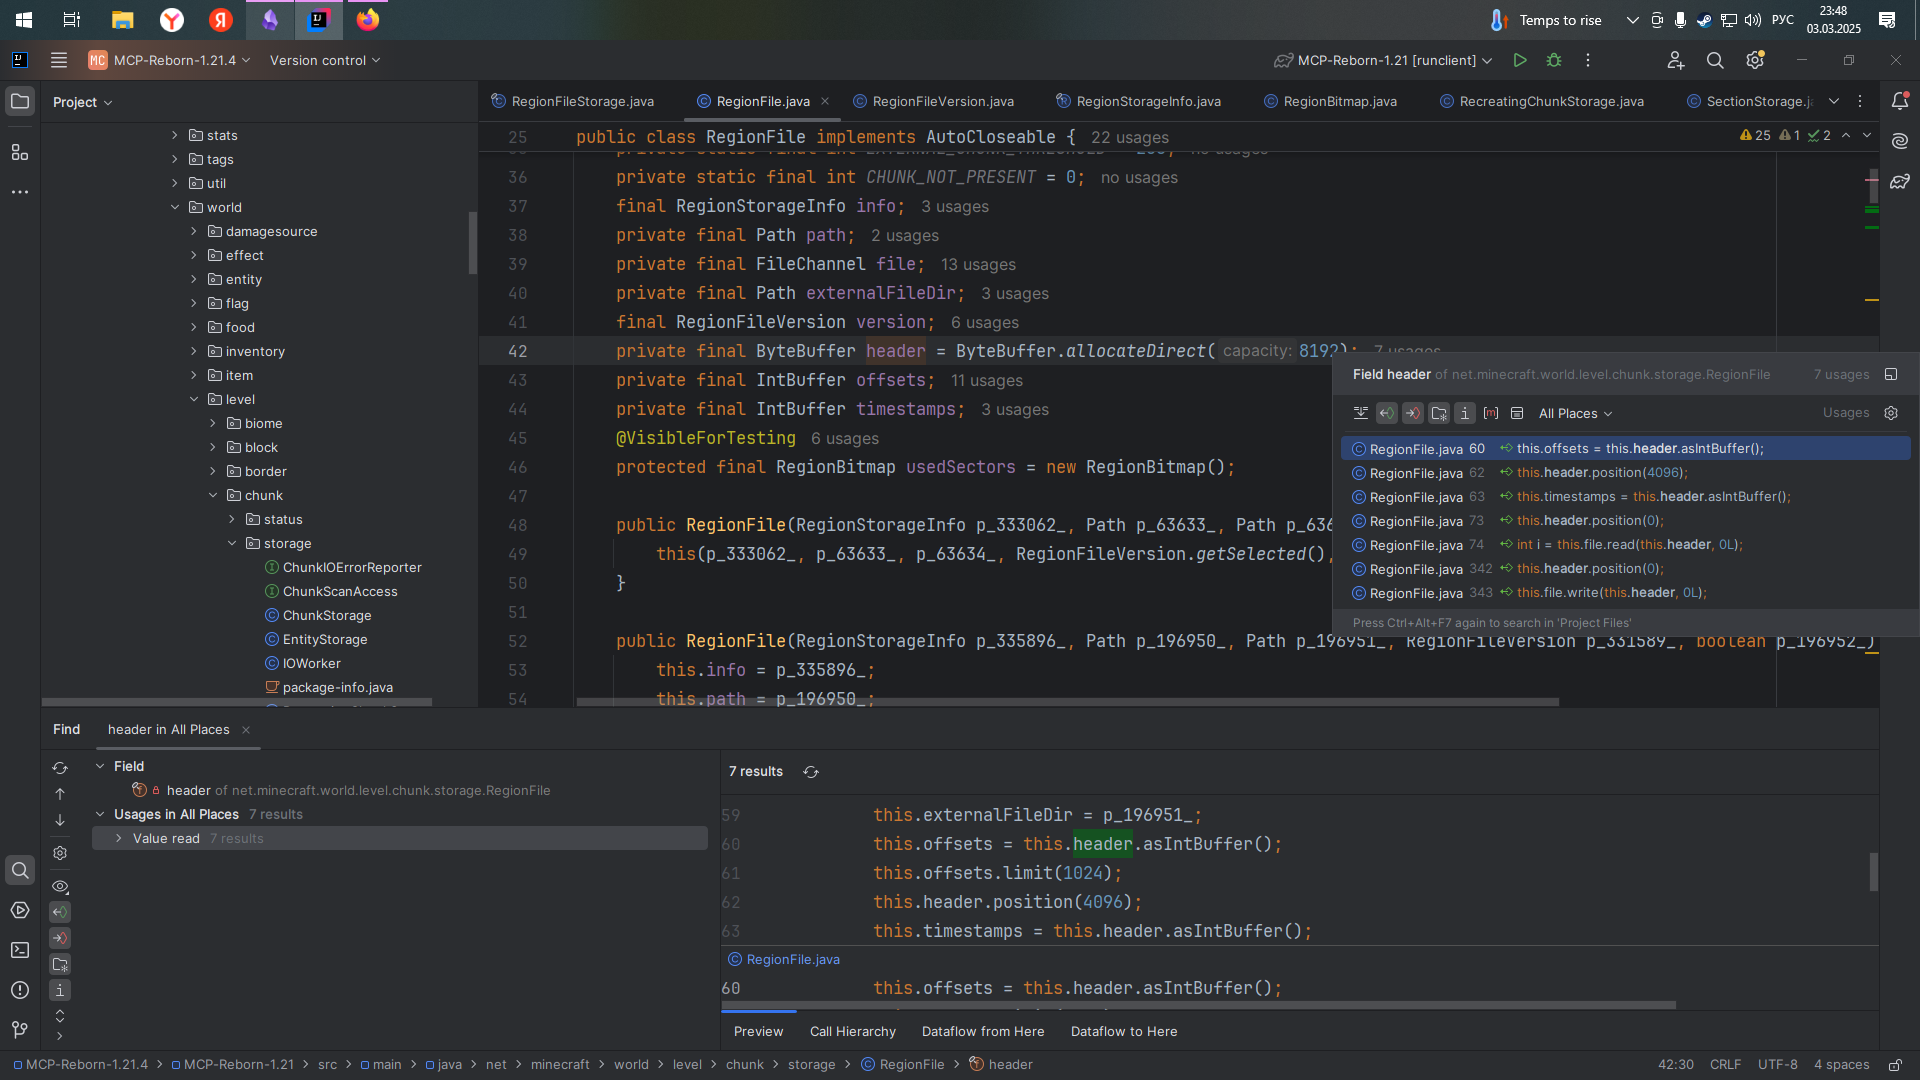 Temps to rise
РУС
23:48
03.03.2025
MC MCP-Reborn-1.21.4
Version control
MCP-Reborn-1.21 [runclient]
Project
stats
tags
util
world
damagesource
effect
entity
flag
food
inventory
item
level
biome
block
border
chunk
status
storage
ChunkIOErrorReporter
ChunkScanAccess
ChunkStorage
EntityStorage
IOWorker
package-info.java
RegionFileStorage.java
RegionFile.java
RegionFileVersion.java
RegionStorageInfo.java
RegionBitmap.java
RecreatingChunkStorage.java
SectionStorage.j
25 public class RegionFile implements AutoCloseable { 22 usages
25 1 2
36 private static final int CHUNK_NOT_PRESENT = 0; no usages
37 final RegionStorageInfo info; 3 usages
38 private final Path path; 2 usages
39 private final FileChannel file; 13 usages
40 private final Path externalFileDir; 3 usages
41 final RegionFileVersion version; 6 usages
42 private final ByteBuffer header = ByteBuffer.allocateDirect( capacity: 8192); 7 usages
43 private final IntBuffer offsets; 11 usages
44 private final IntBuffer timestamps; 3 usages
45 @VisibleForTesting 6 usages
46 protected final RegionBitmap usedSectors = new RegionBitmap();
47
48 public RegionFile(RegionStorageInfo p_333062_, Path p_63633_, Path p_636
49 this(p_333062_, p_63633_, p_63634_, RegionFileVersion.getSelected(),
50 }
51
52 public RegionFile(RegionStorageInfo p_335896_, Path p_196950_, Path p_196951_, RegionFileVersion p_331589_, boolean p_196952_)
53 this.info = p_335896_;
54 this.path = p_196950_;
Field header of net.minecraft.world.level.chunk.storage.RegionFile 7 usages
All Places
Usages
RegionFile.java 60 this.offsets = this.header.asIntBuffer();
RegionFile.java 62 this.header.position(4096);
RegionFile.java 63 this.timestamps = this.header.asIntBuffer();
RegionFile.java 73 this.header.position(0);
RegionFile.java 74 int i = this.file.read(this.header, 0L);
RegionFile.java 342 this.header.position(0);
RegionFile.java 343 this.file.write(this.header, 0L);
Press Ctrl+Alt+F7 again to search in 'Project Files'
Find
header in All Places
Field
header of net.minecraft.world.level.chunk.storage.RegionFile
Usages in All Places 7 results
Value read 7 results
7 results
59 this.externalFileDir = p_196951_;
60 this.offsets = this.header.asIntBuffer();
61 this.offsets.limit(1024);
62 this.header.position(4096);
63 this.timestamps = this.header.asIntBuffer();
RegionFile.java
60 this.offsets = this.header.asIntBuffer();
Preview
Call Hierarchy
Dataflow from Here
Dataflow to Here
MCP-Reborn-1.21.4 > MCP-Reborn-1.21 > src > main > java > net > minecraft > world > level > chunk > storage > RegionFile > header
42:30 CRLF UTF-8 4 spaces